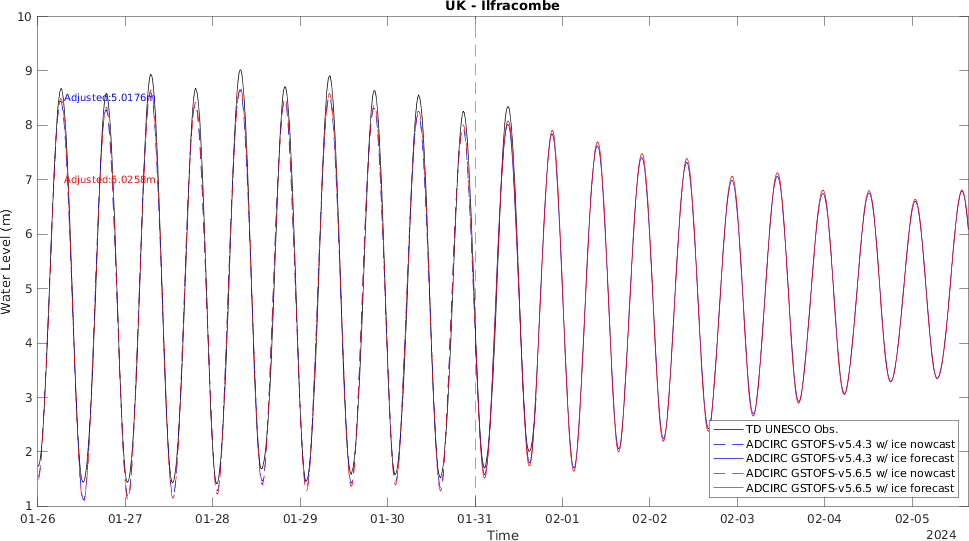 UK - Ilfracombe
10
9
8
7
6
5
4
3
2
1
Water Level (m)
Adjusted:5.0176m
Adjusted:5.0258m
TD UNESCO Obs.
ADCIRC GSTOFS-v5.4.3 w/ ice nowcast
ADCIRC GSTOFS-v5.4.3 w/ ice forecast
ADCIRC GSTOFS-v5.6.5 w/ ice nowcast
ADCIRC GSTOFS-v5.6.5 w/ ice forecast
01-26 01-27 01-28 01-29 01-30 01-31 02-01 02-02 02-03 02-04 02-05
Time
2024